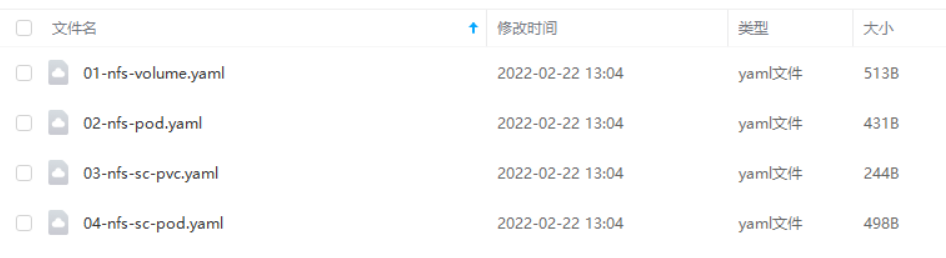 文件名 修改时间 类型 大小
01-nfs-volume.yaml 2022-02-22 13:04 yaml文件 513B
02-nfs-pod.yaml 2022-02-22 13:04 yaml文件 431B
03-nfs-sc-pvc.yaml 2022-02-22 13:04 yaml文件 244B
04-nfs-sc-pod.yaml 2022-02-22 13:04 yaml文件 498B